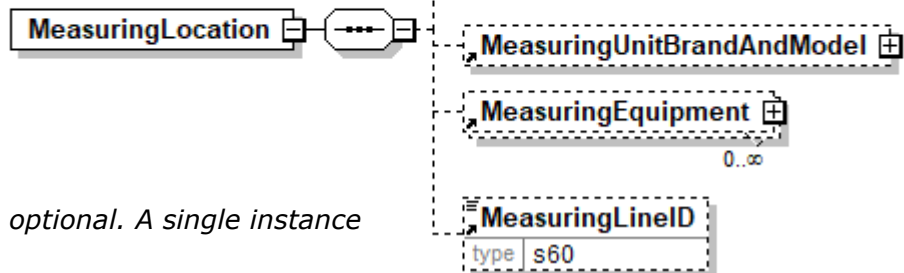 MeasuringLocation
MeasuringUnitBrandAndModel
MeasuringEquipment
0..∞
optional. A single instance
MeasuringLineID
type s60